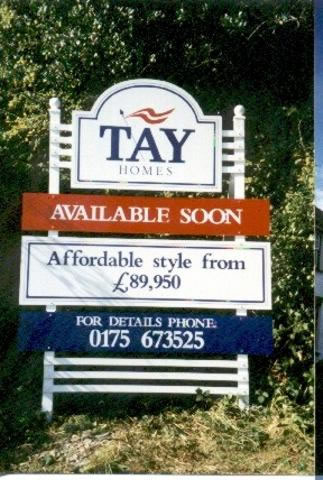 TAY
HOMES
AVAILABLE SOON
Affordable style from
£89,950
FOR DETAILS PHONE:
0175 673525